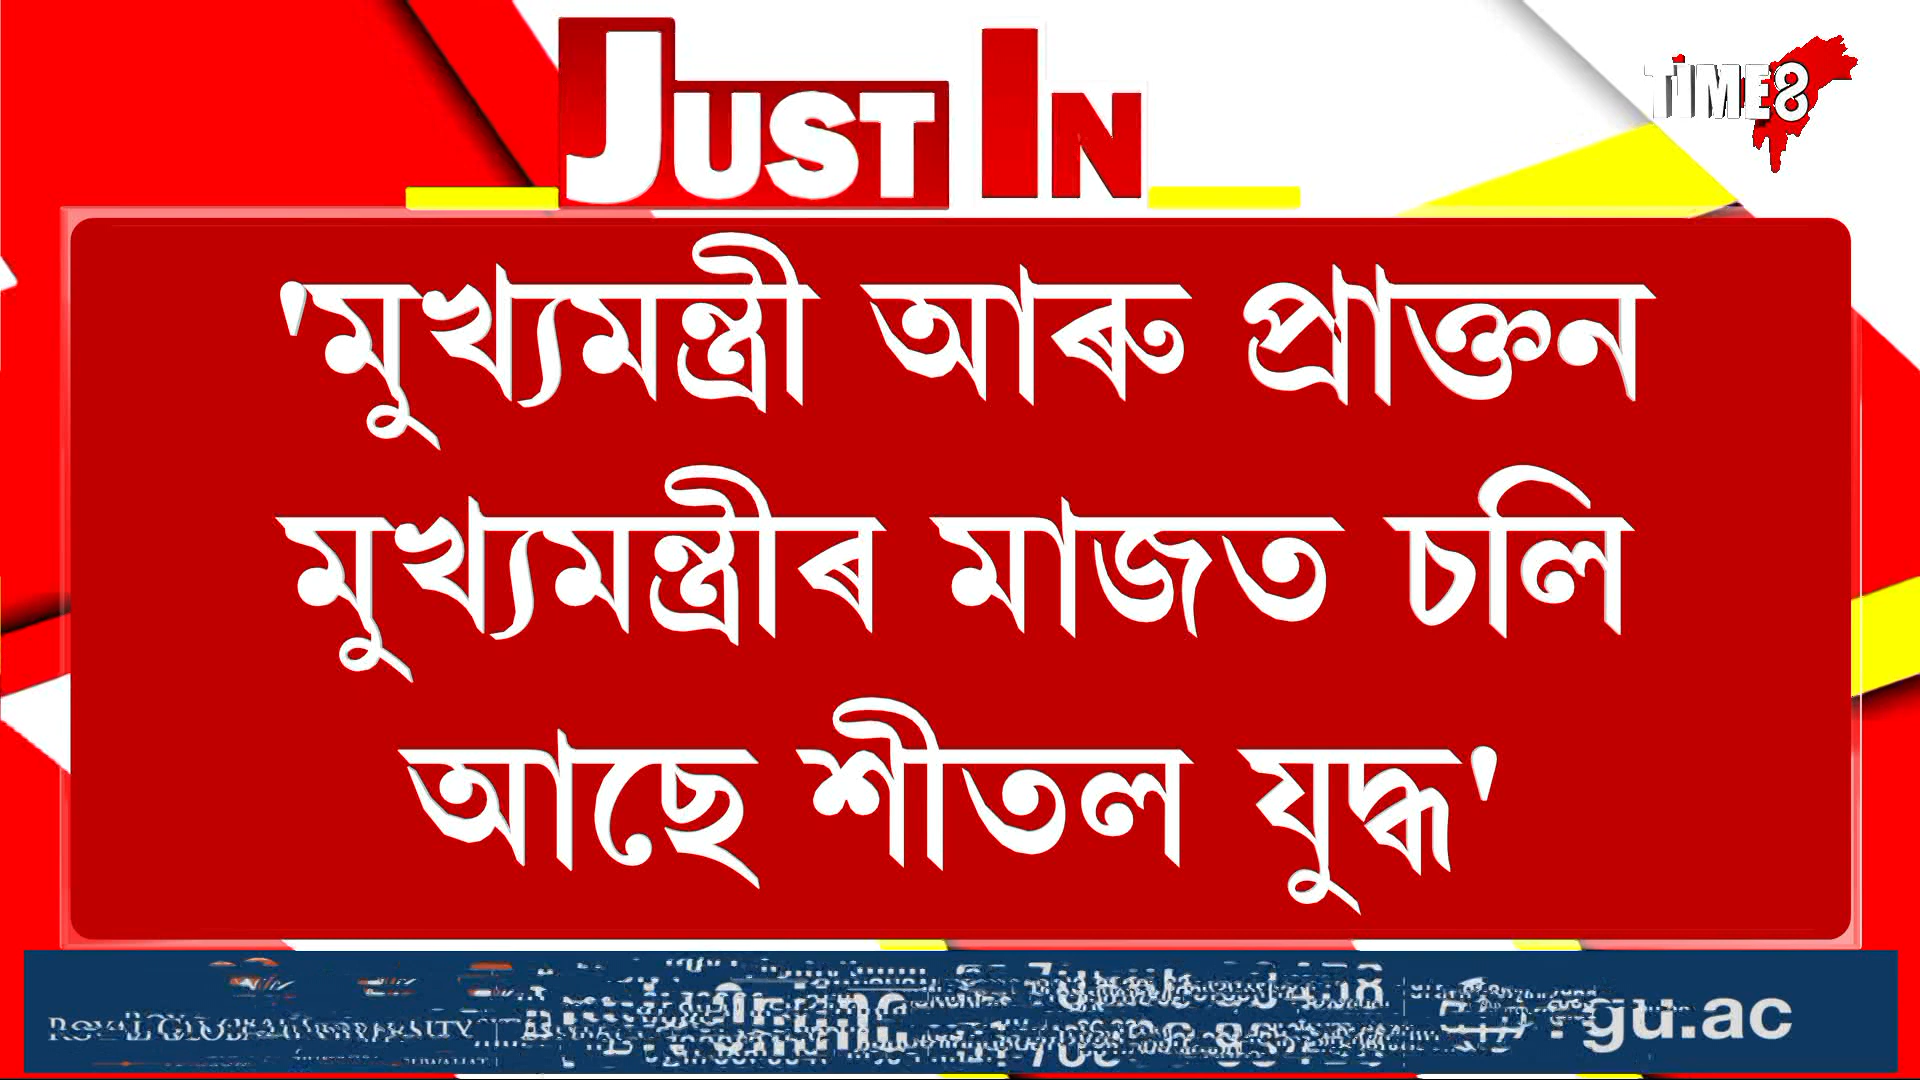 JUST IN
TIME8
'মুখ্যমন্ত্ৰী আৰু প্ৰাক্তন
মুখ্যমন্ত্ৰীৰ মাজত চলি
আছে শীতল যুদ্ধ'
gu.ac